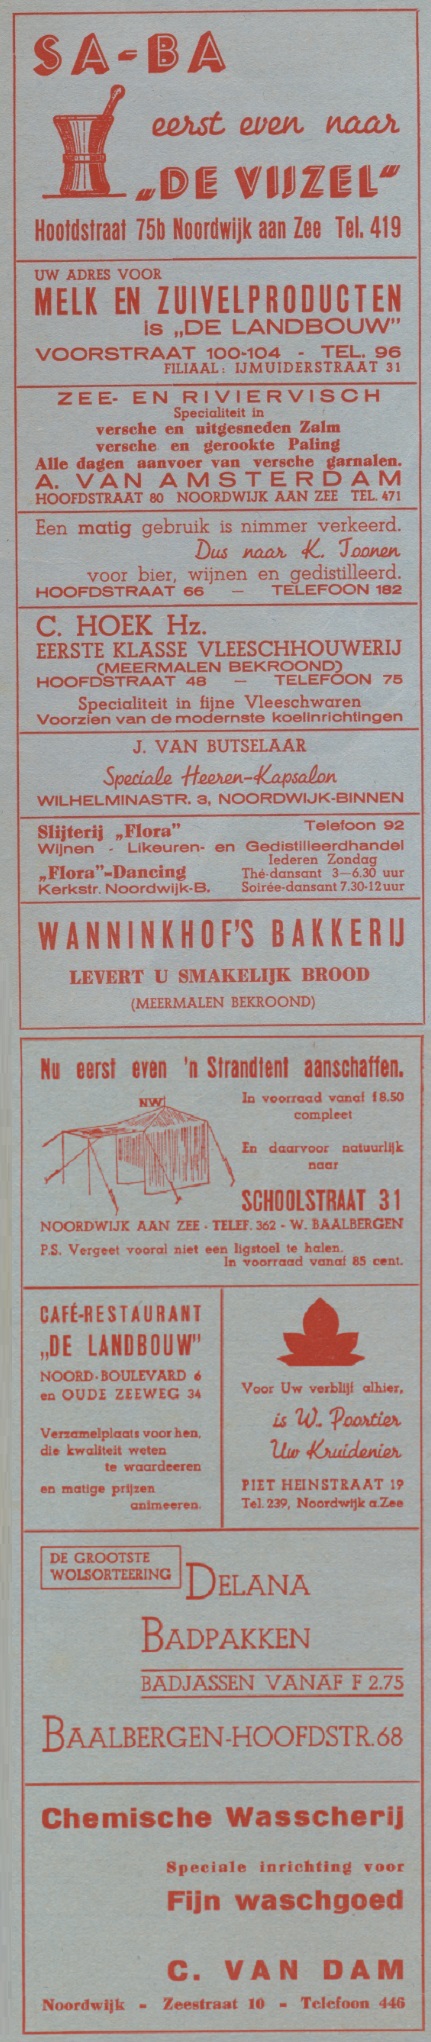 SA-BA
eerst even naar
„DE VIJZEL"
Hootdstraat 75b Noordwijk aan Zee Tel. 419
UW ADRES VOOR
MELK EN ZUIVELPRODUCTEN
is „DE LANDBOUW"
VOORSTRAAT 100-104 - TEL. 96
FILIAAL: IJMUIDERSTRAAT 31
ZEE- EN RIVIERVISCH
Specialiteit in
versche en uitgesneden Zalm
versche en gerookte Paling
Alle dagen aanvoer van versche garnalen.
A. VAN AMSTERDAM
HOOFDSTRAAT 80 NOORDWIJK AAN ZEE TEL. 471
Een matig gebruik is nimmer verkeerd.
Dus naar K. Toonen
voor bier, wijnen en gedistilleerd.
HOOFDSTRAAT 66 — TELEFOON 182
C. HOEK Hz.
EERSTE KLASSE VLEESCHHOUWERIJ
(MEERMALEN BEKROOND)
HOOFDSTRAAT 48 — TELEFOON 75
Specialiteit in fijne Vleeschwaren
Voorzien van de modernste koelinrichtingen
J. VAN BUTSELAAR
Speciale Heeren-Kapsalon
WILHELMINASTR. 3, NOORDWIJK-BINNEN
Slijterij „Flora" Telefoon 92
Wijnen - Likeuren- en Gedistilleerdhandel
Iederen Zondag
„Flora"-Dancing Thé-dansant 3—6.30 uur
Kerkstr. Noordwijk-B. Soirée-dansant 7.30-12 uur
WANNINKHOF'S BAKKERIJ
LEVERT U SMAKELIJK BROOD
(MEERMALEN BEKROOND)
Nu eerst even 'n Strandtent aanschaffen.
NW
In voorraad vanaf f 8.50
compleet
En daarvoor natuurlijk
naar
SCHOOLSTRAAT 31
NOORDWIJK AAN ZEE - TELEF. 362 - W. BAALBERGEN
P.S. Vergeet vooral niet een ligstoel te halen.
In voorraad vanaf 85 cent.
CAFÉ-RESTAURANT
„DE LANDBOUW"
NOORD-BOULEVARD 6
en OUDE ZEEWEG 34
Verzamelplaats voor hen,
die kwaliteit weten
te waardeeren
en matige prijzen
animeeren.
Voor Uw verblijf alhier,
is W. Poortier
Uw Kruidenier
PIET HEINSTRAAT 19
Tel. 239, Noordwijk a. Zee
DE GROOTSTE
WOLSORTEERING
DELANA
BADPAKKEN
BADJASSEN VANAF F 2.75
BAALBERGEN-HOOFDSTR. 68
Chemische Wasscherij
Speciale inrichting voor
Fijn waschgoed
C. VAN DAM
Noordwijk - Zeestraat 10 - Telefoon 446